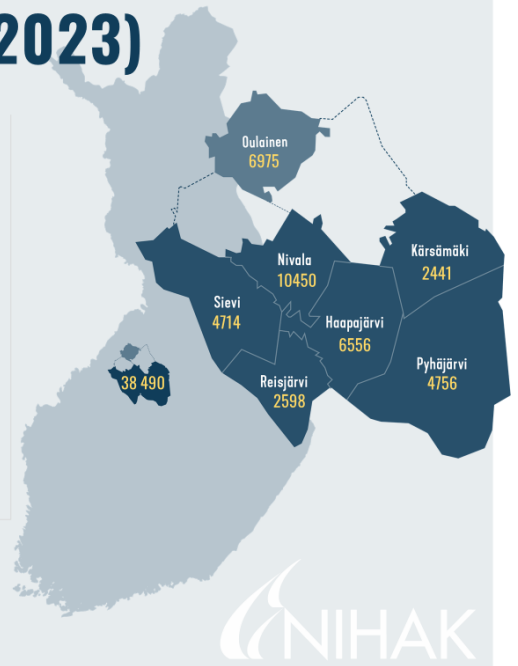 2023)
Oulainen
6975
Kärsämäki
2441
Nivala
10450
Sievi
4714
Haapajärvi
6556
Pyhäjärvi
4756
Reisjärvi
2598
38 490
NIHAK